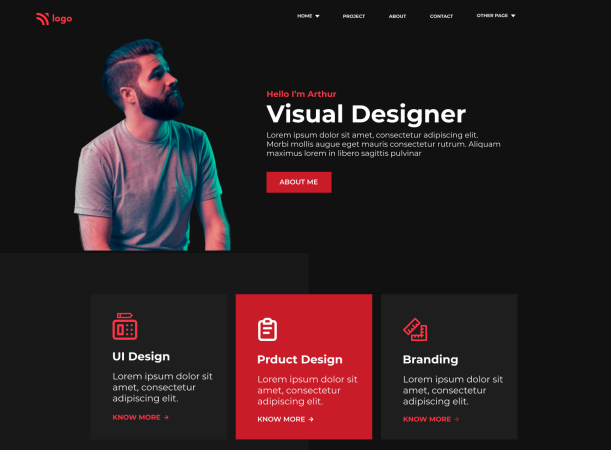 logo
HOME
PROJECT
ABOUT
CONTACT
OTHER PAGE
Hello I'm Arthur
Visual Designer
Lorem ipsum dolor sit amet, consectetur adipiscing elit.
Morbi mollis augue eget mauris consectetur rutrum. Aliquam
maximus lorem in libero sagittis pulvinar
ABOUT ME
UI Design
Lorem ipsum dolor sit
amet, consectetur
adipiscing elit.
KNOW MORE →
Prduct Design
Lorem ipsum dolor sit
amet, consectetur
adipiscing elit.
KNOW MORE →
Branding
Lorem ipsum dolor sit
amet, consectetur
adipiscing elit.
KNOW MORE →